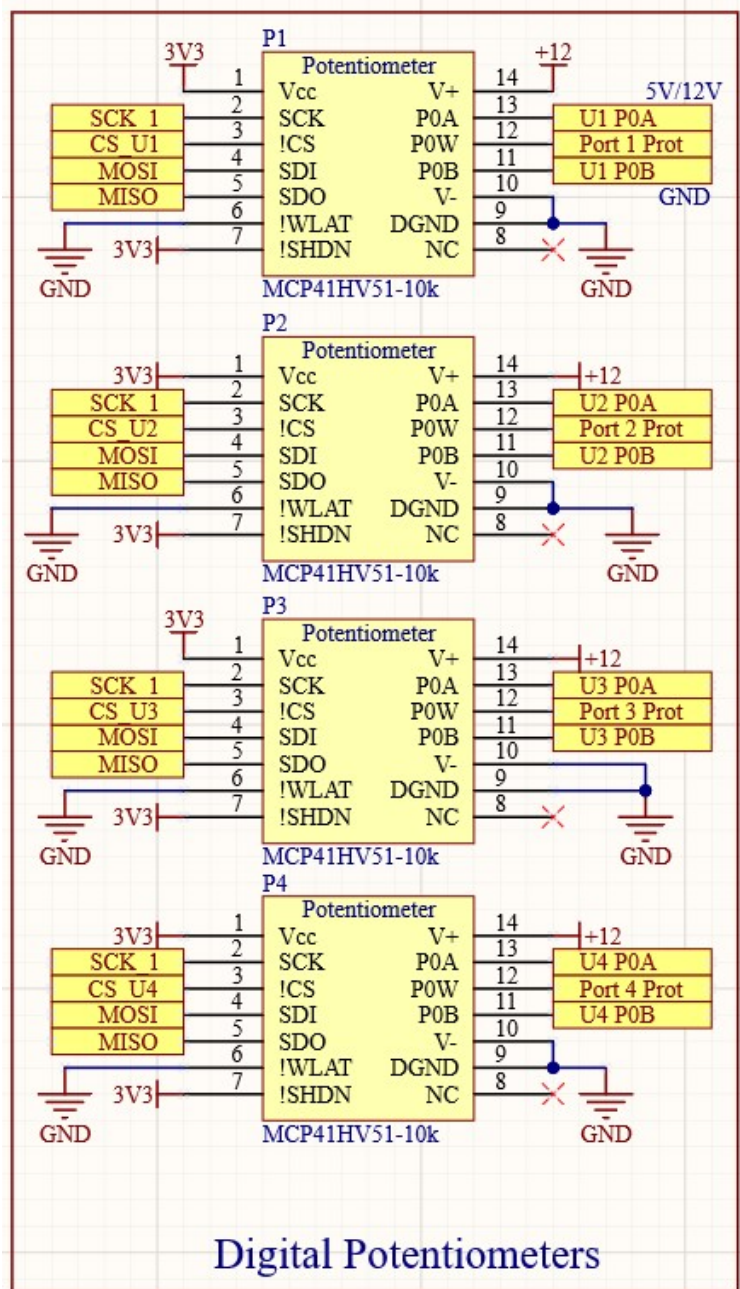 P1
3V3
+12
Potentiometer
1 Vcc V+ 14
5V/12V
SCK_1 2 SCK P0A 13 U1 P0A
CS_U1 3 !CS P0W 12 Port 1 Prot
MOSI 4 SDI P0B 11 U1 P0B
MISO 5 SDO V- 10 GND
6 !WLAT DGND 9
3V3 7 !SHDN NC 8
GND GND
MCP41HV51-10k
P2
Potentiometer
3V3 1 Vcc V+ 14 +12
SCK_1 2 SCK P0A 13 U2 P0A
CS_U2 3 !CS P0W 12 Port 2 Prot
MOSI 4 SDI P0B 11 U2 P0B
MISO 5 SDO V- 10
6 !WLAT DGND 9
3V3 7 !SHDN NC 8
GND GND
MCP41HV51-10k
P3
3V3
Potentiometer
1 Vcc V+ 14 +12
SCK_1 2 SCK P0A 13 U3 P0A
CS_U3 3 !CS P0W 12 Port 3 Prot
MOSI 4 SDI P0B 11 U3 P0B
MISO 5 SDO V- 10
6 !WLAT DGND 9
3V3 7 !SHDN NC 8
GND GND
MCP41HV51-10k
P4
Potentiometer
3V3 1 Vcc V+ 14 +12
SCK_1 2 SCK P0A 13 U4 P0A
CS_U4 3 !CS P0W 12 Port 4 Prot
MOSI 4 SDI P0B 11 U4 P0B
MISO 5 SDO V- 10
6 !WLAT DGND 9
3V3 7 !SHDN NC 8
GND GND
MCP41HV51-10k
Digital Potentiometers